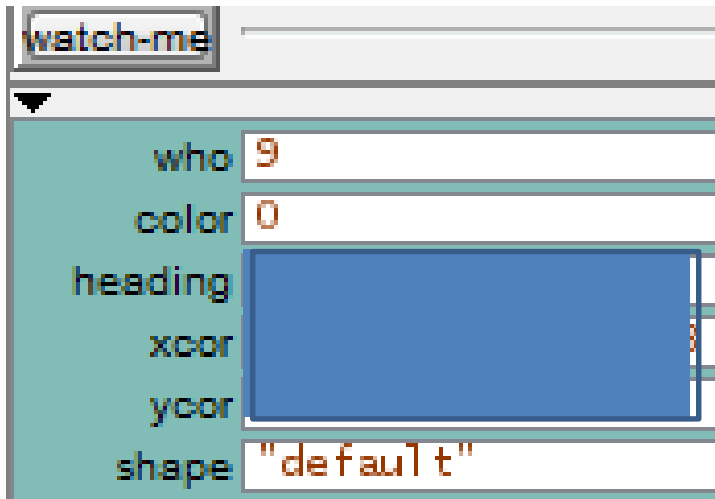 watch-me
who 9
color 0
heading
xcor
ycor
shape "default"